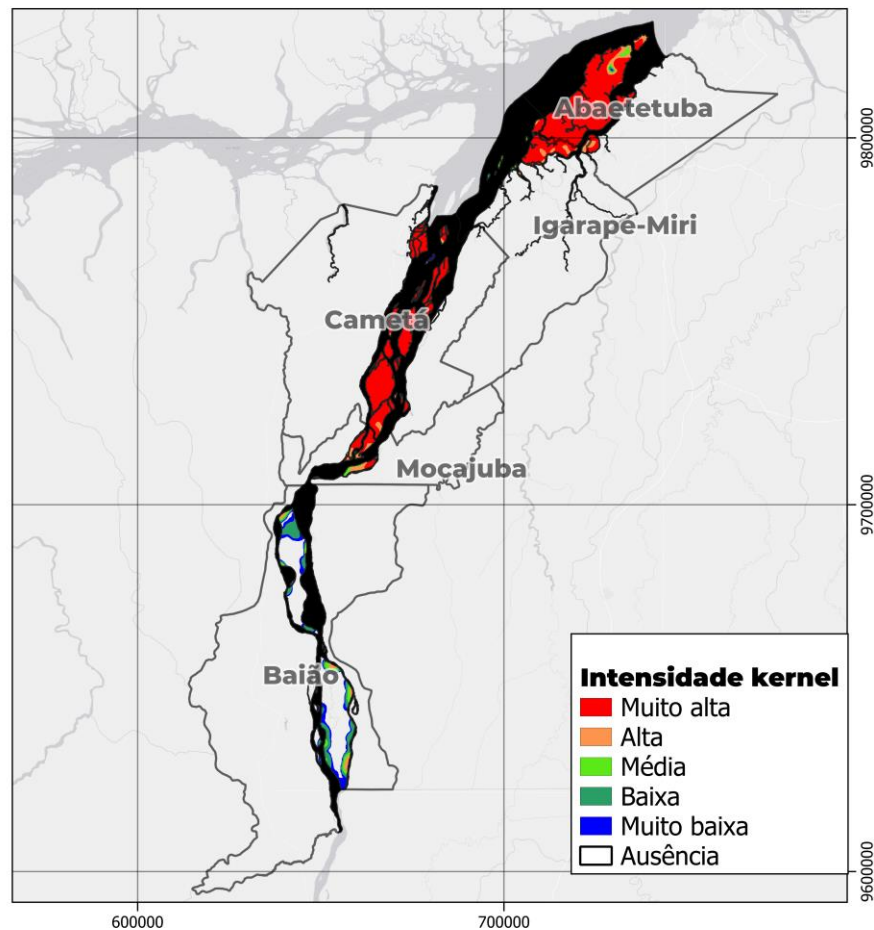 Abaetetuba
9800000
Igarapé-Miri
Cametá
Mocajuba
9700000
Baião
Intensidade kernel
Muito alta
Alta
Média
Baixa
Muito baixa
Ausência
9600000
600000
700000